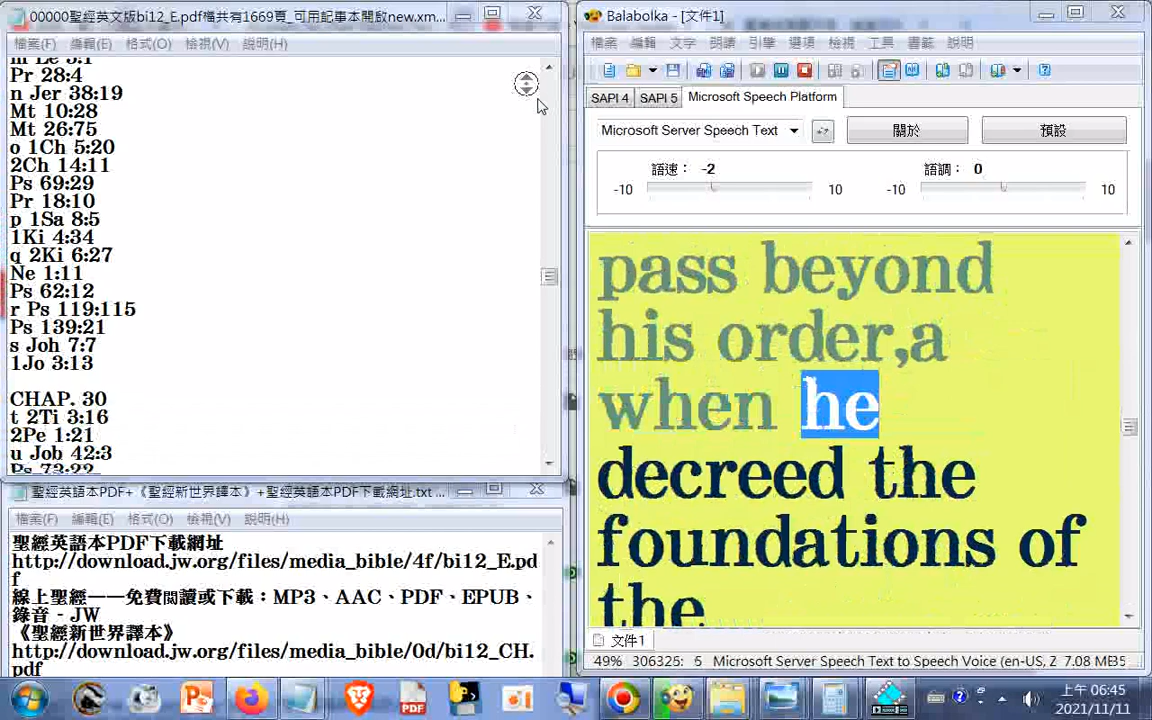 00000聖經英文版bi12_E.pdf檔共有1669頁_可用記事本開啟new.xm...
檔案(F) 編輯(E) 格式(O) 檢視(V) 說明(H)
m Le 5:1
Pr 28:4
n Jer 38:19
Mt 10:28
Mt 26:75
o 1Ch 5:20
2Ch 14:11
Ps 69:29
Pr 18:10
p 1Sa 8:5
1Ki 4:34
q 2Ki 6:27
Ne 1:11
Ps 62:12
r Ps 119:115
Ps 139:21
s Joh 7:7
1Jo 3:13
CHAP. 30
t 2Ti 3:16
2Pe 1:21
u Job 42:3
Ps 73:22
聖經英語本PDF+《聖經新世界譯本》+聖經英語本PDF下載網址.txt ...
檔案(F) 編輯(E) 格式(O) 檢視(V) 說明(H)
聖經英語本PDF下載網址
http://download.jw.org/files/media_bible/4f/bi12_E.pd
f
線上聖經──免費閱讀或下載：MP3、AAC、PDF、EPUB、
錄音 - JW
《聖經新世界譯本》
http://download.jw.org/files/media_bible/0d/bi12_CH.
pdf
Balabolka - [文件1]
檔案 編輯 文字 朗讀 引擎 選項 檢視 工具 書籤 說明
SAPI 4 SAPI 5 Microsoft Speech Platform
Microsoft Server Speech Text 關於 預設
語速： -2 語調： 0
-10 10 -10 10
pass beyond
his order,a
when he
decreed the
foundations of
the
文件1
49% 306325: 5 Microsoft Server Speech Text to Speech Voice (en-US, Z 7.08 MB
上午 06:45
2021/11/11